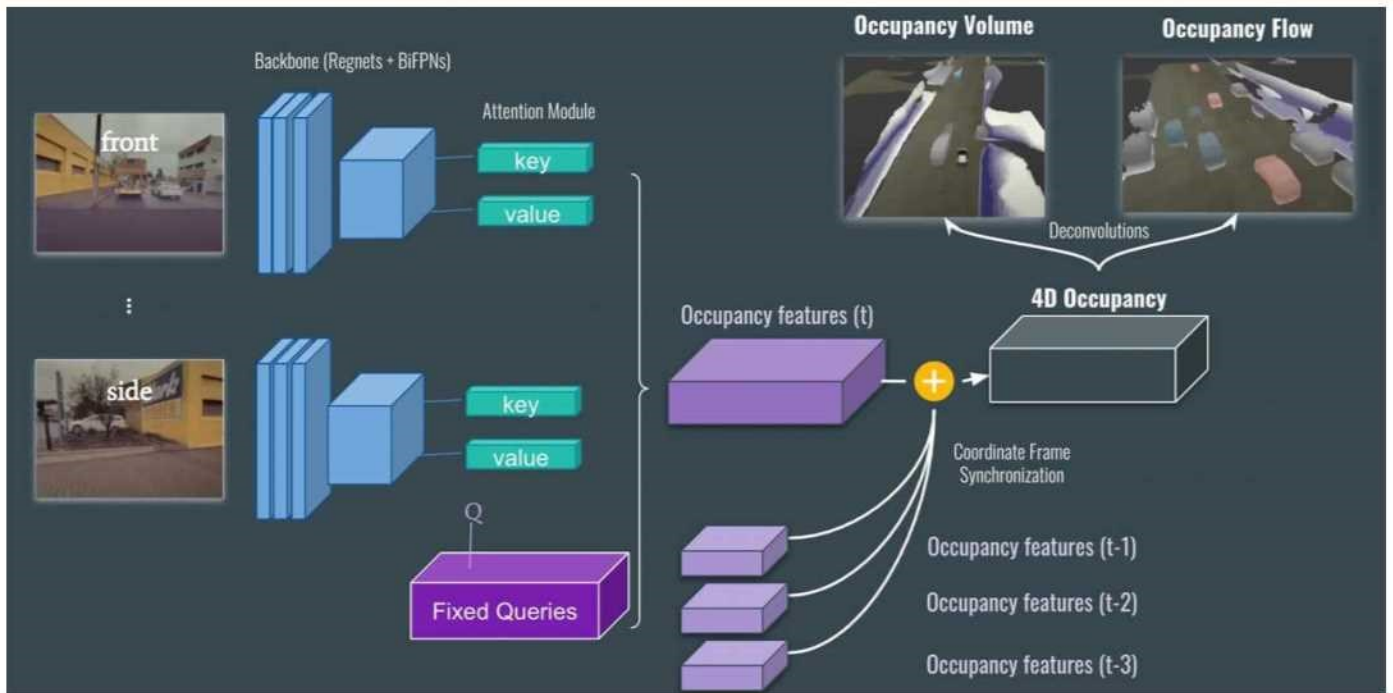 Occupancy Volume
Occupancy Flow
Backbone (Regnets + BiFPNs)
Attention Module
front
key
value
Deconvolutions
4D Occupancy
Occupancy features (t)
side
key
value
Coordinate Frame
Synchronization
Q
Fixed Queries
Occupancy features (t-1)
Occupancy features (t-2)
Occupancy features (t-3)